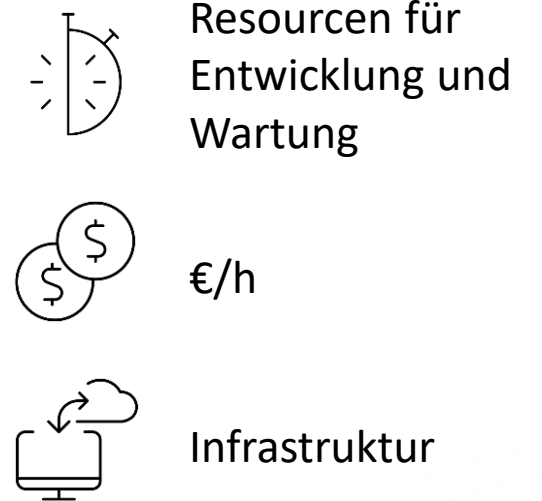 Resourcen für
Entwicklung und
Wartung
$
$
€/h
Infrastruktur